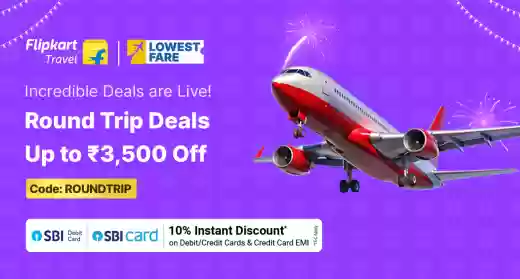 Flipkart
Travel
LOWEST
FARE
Incredible Deals are Live!
Round Trip Deals
Up to ₹3,500 Off
Code: ROUNDTRIP
SBI Debit Card
SBI card
10% Instant Discount*
on Debit/Credit Cards & Credit Card EMI